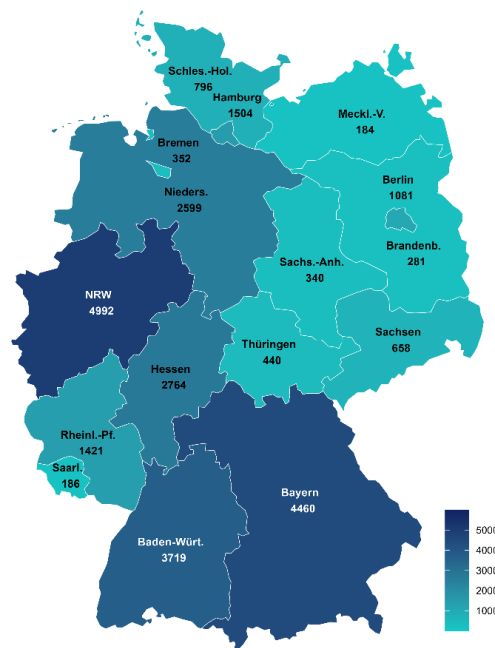 Schles.-Hol.
796
Hamburg
1504
Meckl.-V.
184
Bremen
352
Berlin
1081
Nieders.
2599
Brandenb.
281
Sachs.-Anh.
340
NRW
4992
Sachsen
658
Thüringen
440
Hessen
2764
Rheinl.-Pf.
1421
Saarl.
186
Bayern
4460
Baden-Würt.
3719
5000
4000
3000
2000
1000